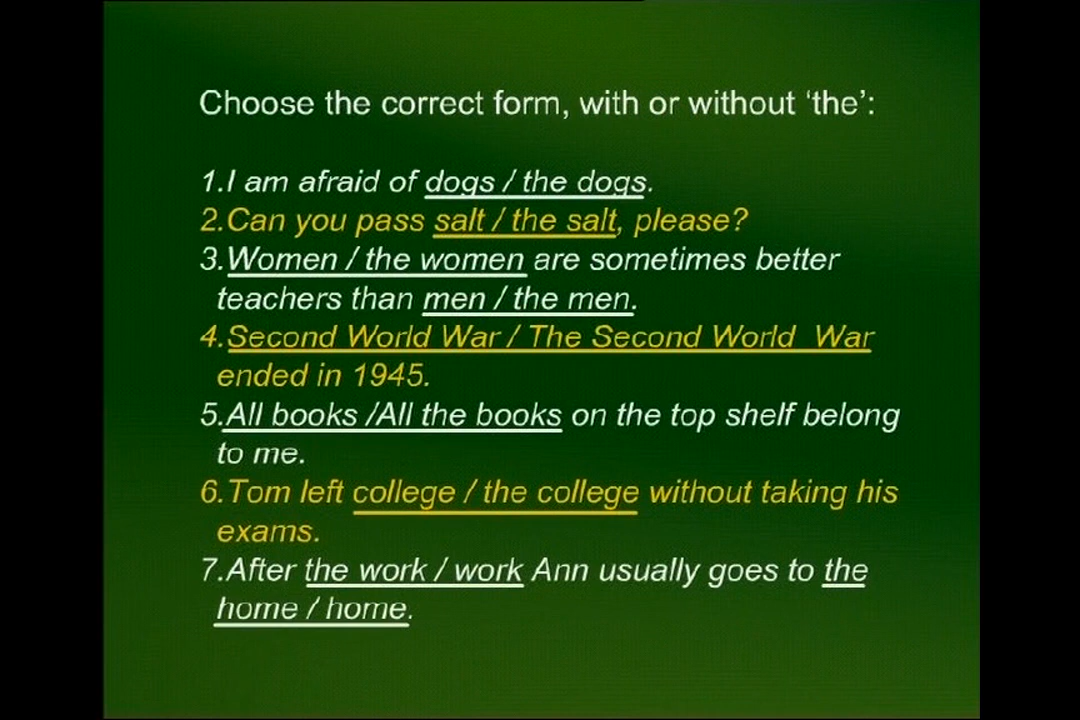 Choose the correct form, with or without ‘the’:
1.I am afraid of dogs / the dogs.
2.Can you pass salt / the salt, please?
3.Women / the women are sometimes better
teachers than men / the men.
4.Second World War / The Second World War
ended in 1945.
5.All books /All the books on the top shelf belong
to me.
6.Tom left college / the college without taking his
exams.
7.After the work / work Ann usually goes to the
home / home.